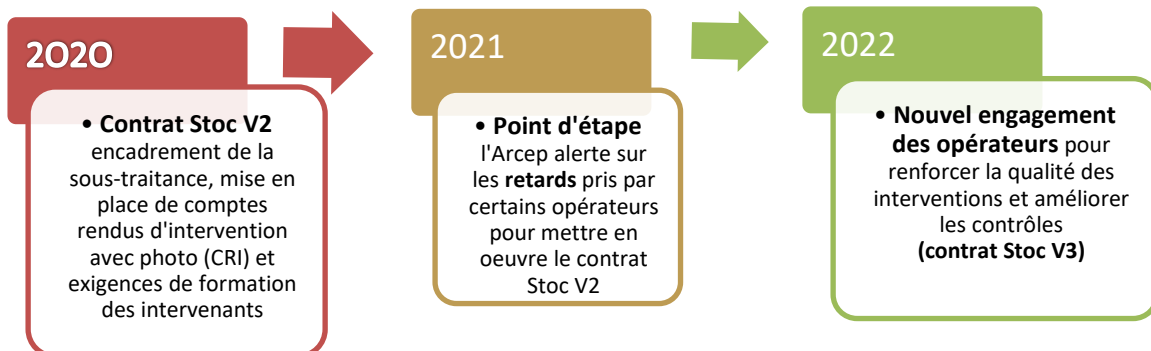 2020
• Contrat Stoc V2
encadrement de la
sous-traitance, mise en
place de comptes
rendus d'intervention
avec photo (CRI) et
exigences de formation
des intervenants
2021
• Point d'étape
l'Arcep alerte sur
les retards pris par
certains opérateurs
pour mettre en
oeuvre le contrat
Stoc V2
2022
• Nouvel engagement
des opérateurs pour
renforcer la qualité des
interventions et améliorer
les contrôles
(contrat Stoc V3)